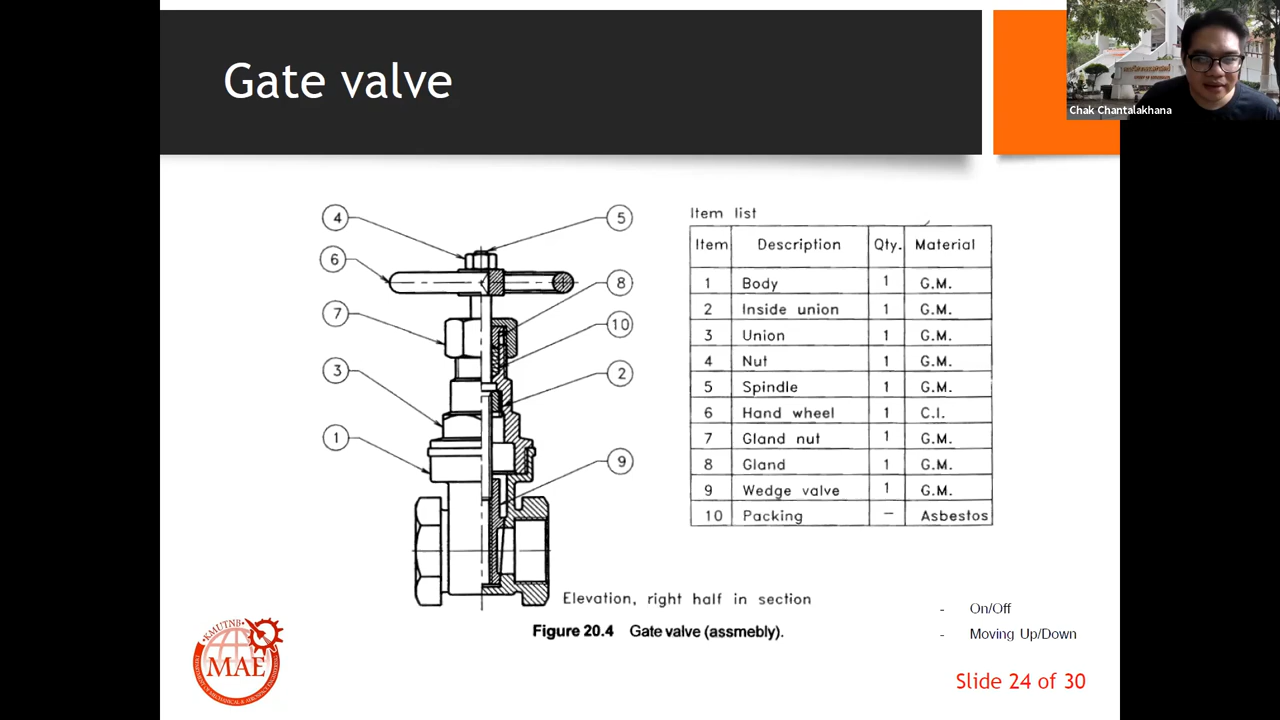 Gate valve
Chak Chantalakhana
4
5
6
8
7
10
3
2
1
9
Item list
Item Description Qty. Material
1 Body 1 G.M.
2 Inside union 1 G.M.
3 Union 1 G.M.
4 Nut 1 G.M.
5 Spindle 1 G.M.
6 Hand wheel 1 C.I.
7 Gland nut 1 G.M.
8 Gland 1 G.M.
9 Wedge valve 1 G.M.
10 Packing – Asbestos
Elevation, right half in section
Figure 20.4 Gate valve (assmebly).
- On/Off
- Moving Up/Down
KMUTNB
MAE
Slide 24 of 30